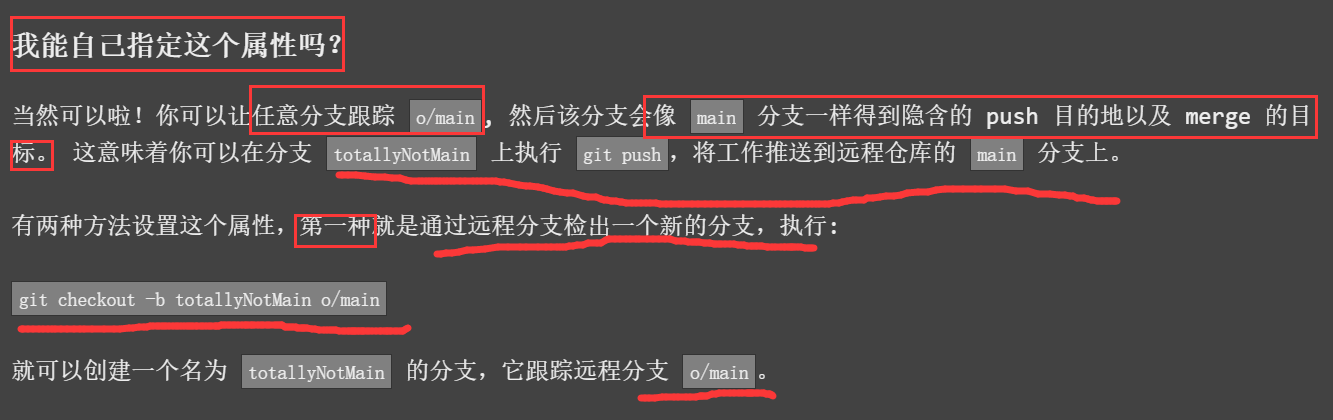 我能自己指定这个属性吗？
当然可以啦！你可以让任意分支跟踪 o/main, 然后该分支会像 main 分支一样得到隐含的 push 目的地以及 merge 的目
标。 这意味着你可以在分支 totallyNotMain 上执行 git push，将工作推送到远程仓库的 main 分支上。
有两种方法设置这个属性，第一种就是通过远程分支检出一个新的分支，执行:
git checkout -b totallyNotMain o/main
就可以创建一个名为 totallyNotMain 的分支，它跟踪远程分支 o/main。